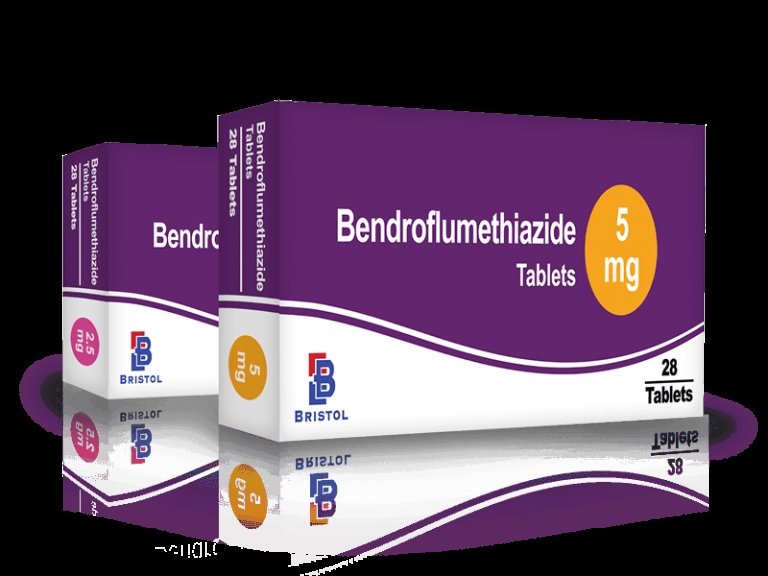 Bendroflumethiazide
Tablets
28 Tablets
2.5
mg
Bendro
BRISTOL
Bendroflumethiazide
Tablets
28 Tablets
5
mg
Bendroflumethiazide
Tablets
5
mg
BRISTOL
28
Tablets